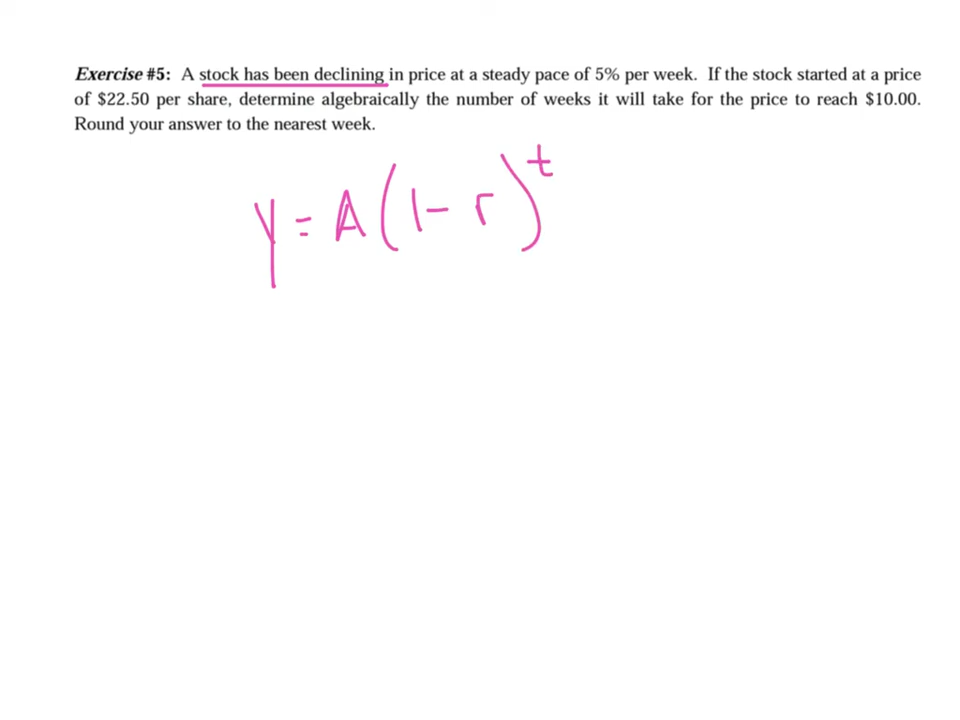 Exercise #5: A stock has been declining in price at a steady pace of 5% per week. If the stock started at a price
of $22.50 per share, determine algebraically the number of weeks it will take for the price to reach $10.00.
Round your answer to the nearest week.
y = A(1 - r)^t